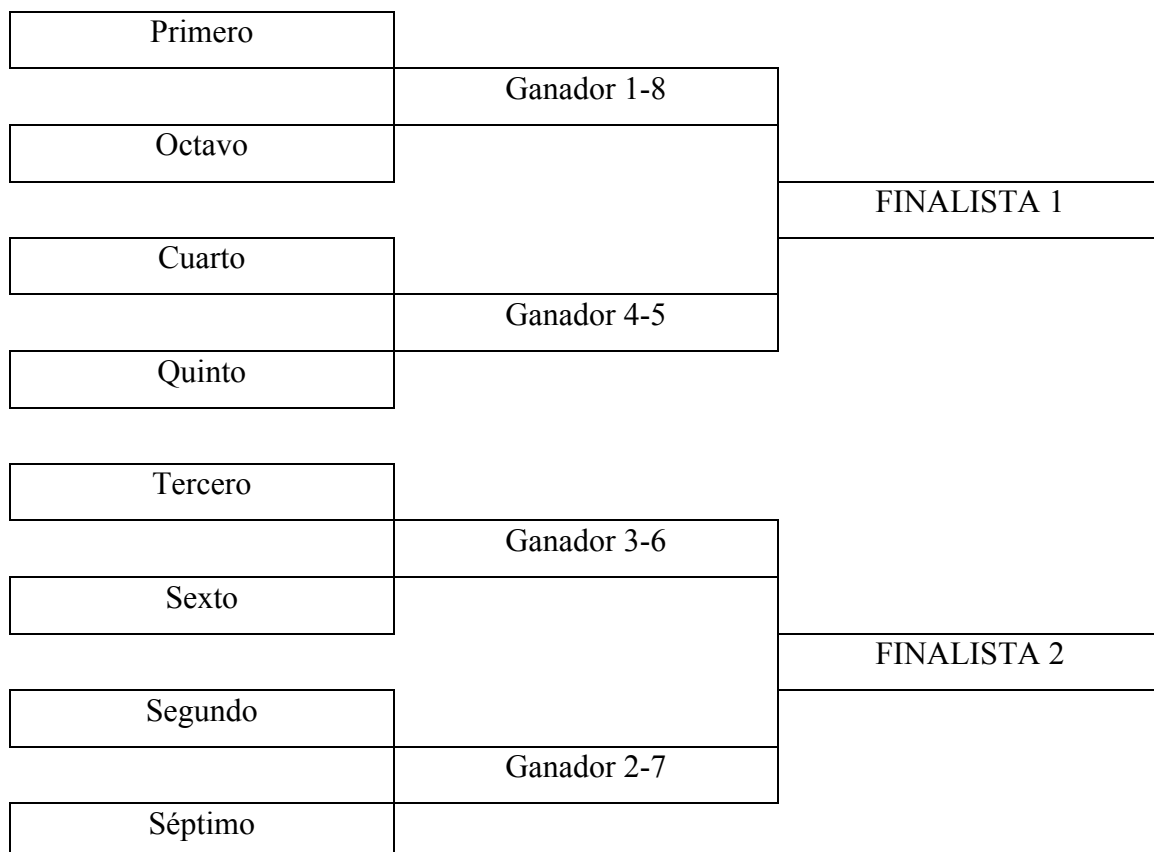 Primero
Ganador 1-8
Octavo
FINALISTA 1
Cuarto
Ganador 4-5
Quinto
Tercero
Ganador 3-6
Sexto
FINALISTA 2
Segundo
Ganador 2-7
Séptimo